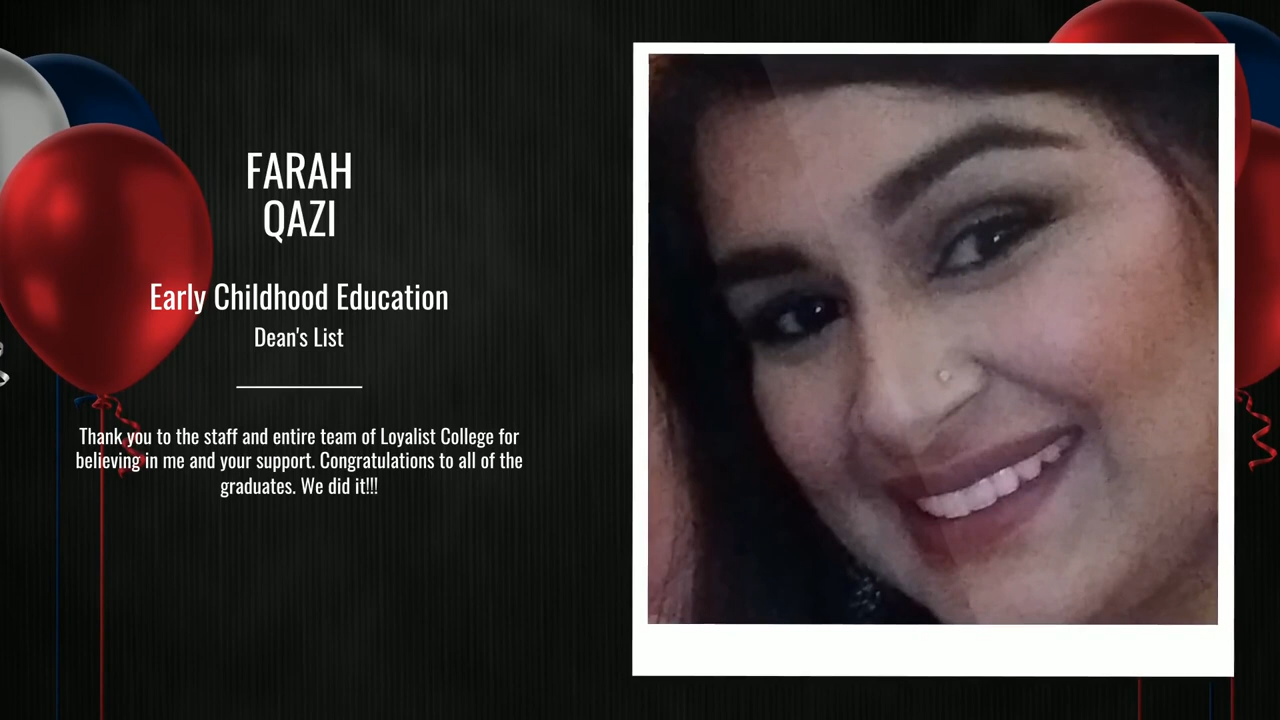 FARAH
QAZI
Early Childhood Education
Dean's List
Thank you to the staff and entire team of Loyalist College for
believing in me and your support. Congratulations to all of the
graduates. We did it!!!